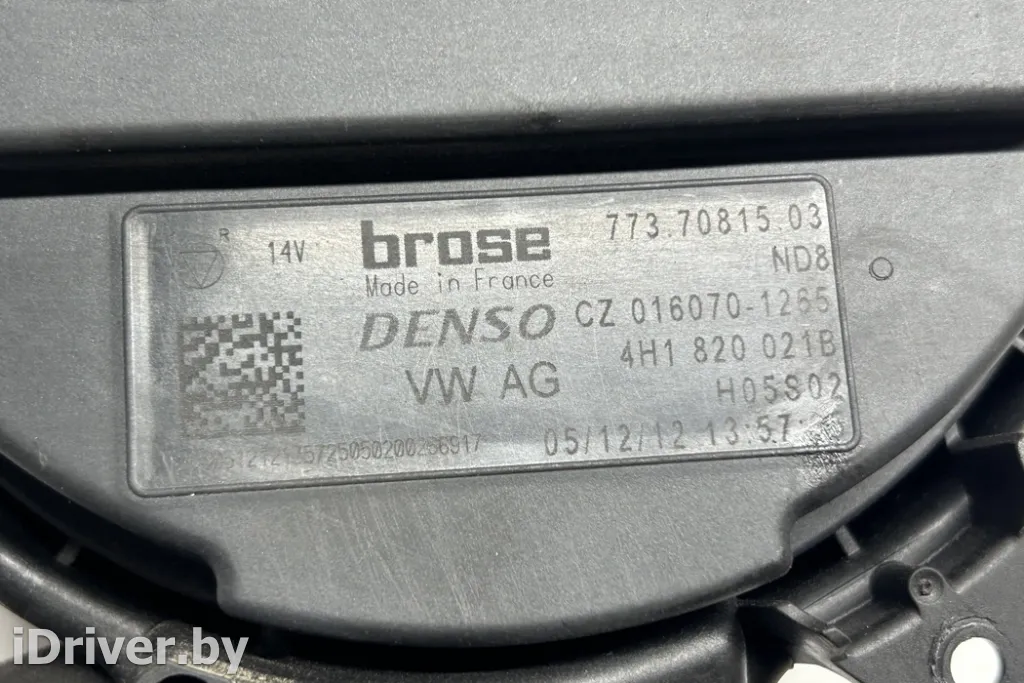 R
14V
brose
773.70815.03
Made in France
ND8
DENSO
CZ 016070-1265
4H1 820 021B
VW AG
H05S02
05/12/12 13:57
iDriver.by